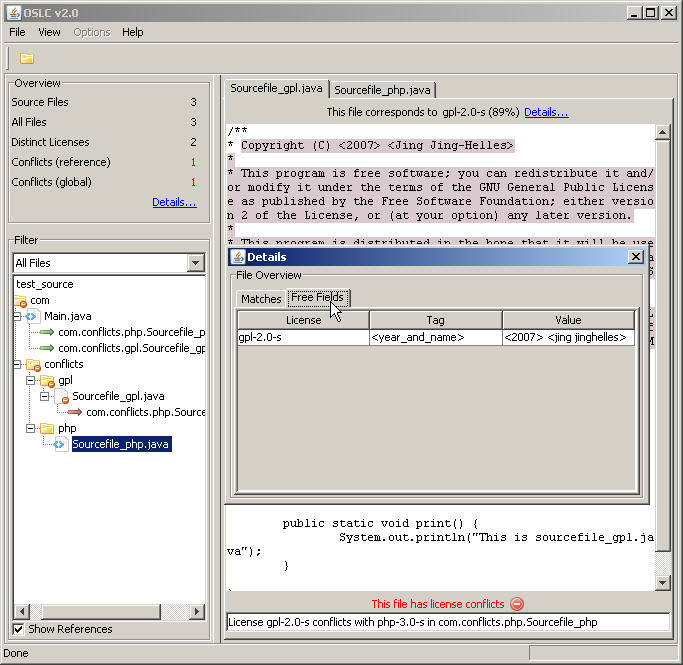 OSLC v2.0
File View Options Help
Overview
Source Files 3
All Files 3
Distinct Licenses 2
Conflicts (reference) 1
Conflicts (global) 1
Details...
Filter
All Files
test_source
com
Main.java
com.conflicts.php.Sourcefile_p
com.conflicts.gpl.Sourcefile_gp
conflicts
gpl
Sourcefile_gpl.java
com.conflicts.php.Source
php
Sourcefile_php.java
Show References
Sourcefile_gpl.java Sourcefile_php.java
This file corresponds to gpl-2.0-s (89%) Details...
/**
* Copyright (C) <2007> <Jing Jing-Helles>
*
* This program is free software; you can redistribute it and/
or modify it under the terms of the GNU General Public Licens
e as published by the Free Software Foundation; either versio
n 2 of the License, or (at your option) any later version.
*
* This program is distributed in the hope that it will be use
Details
File Overview
Matches Free Fields
License Tag Value
gpl-2.0-s <year_and_name> <2007> <jing jinghelles>
public static void print() {
System.out.println("This is sourcefile_gpl.ja
va");
}
This file has license conflicts
License gpl-2.0-s conflicts with php-3.0-s in com.conflicts.php.Sourcefile_php
Done